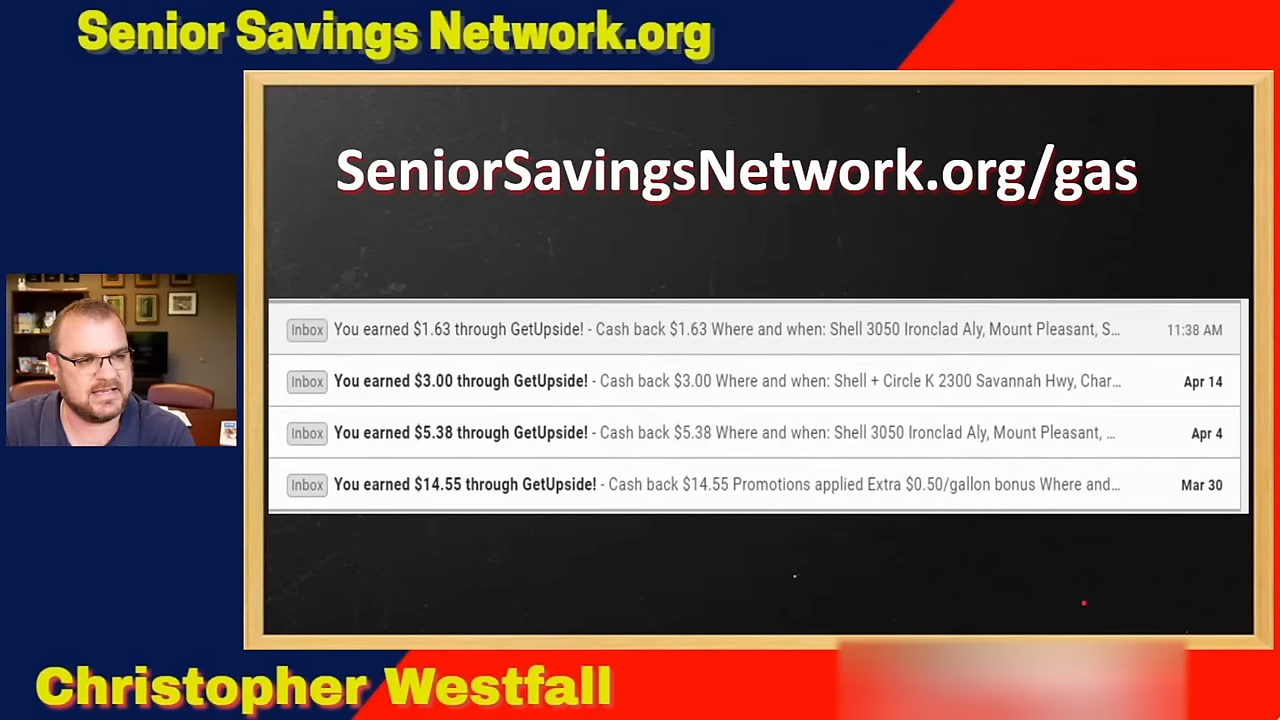 Senior Savings Network.org
SeniorSavingsNetwork.org/gas
Inbox You earned $1.63 through GetUpside! - Cash back $1.63 Where and when: Shell 3050 Ironclad Aly, Mount Pleasant, S... 11:38 AM
Inbox You earned $3.00 through GetUpside! - Cash back $3.00 Where and when: Shell + Circle K 2300 Savannah Hwy, Char... Apr 14
Inbox You earned $5.38 through GetUpside! - Cash back $5.38 Where and when: Shell 3050 Ironclad Aly, Mount Pleasant, ... Apr 4
Inbox You earned $14.55 through GetUpside! - Cash back $14.55 Promotions applied Extra $0.50/gallon bonus Where and... Mar 30
Christopher Westfall